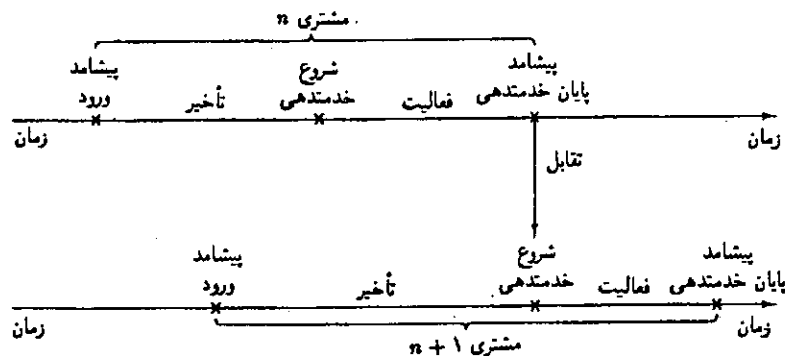 مشتری n
پیشامد ورود
شروع خدمتدهی
پیشامد پایان خدمتدهی
تأخیر
فعالیت
زمان
زمان
تقابل
پیشامد ورود
شروع خدمتدهی
پیشامد پایان خدمتدهی
تأخیر
فعالیت
زمان
زمان
مشتری n + ۱